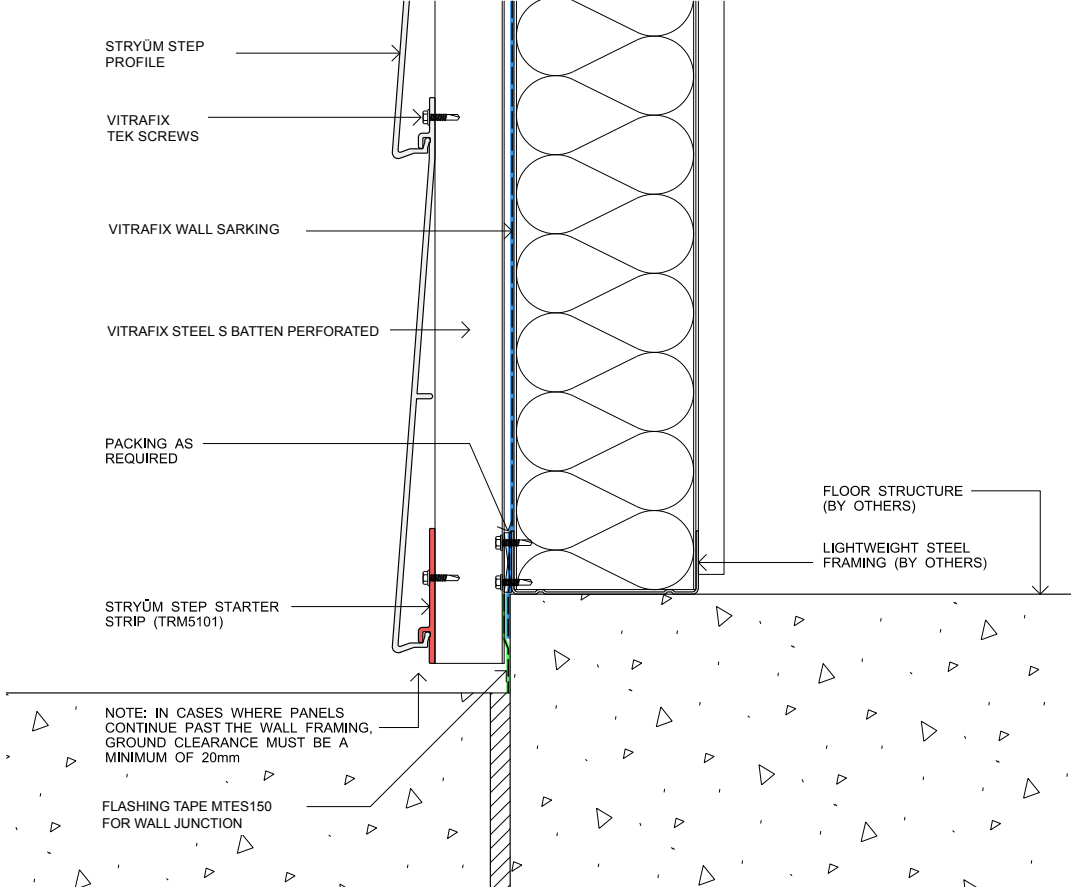 STRYÜM STEP
PROFILE
VITRAFIX
TEK SCREWS
VITRAFIX WALL SARKING
VITRAFIX STEEL S BATTEN PERFORATED
PACKING AS
REQUIRED
FLOOR STRUCTURE
(BY OTHERS)
LIGHTWEIGHT STEEL
FRAMING (BY OTHERS)
STRYÜM STEP STARTER
STRIP (TRM5101)
NOTE: IN CASES WHERE PANELS
CONTINUE PAST THE WALL FRAMING,
GROUND CLEARANCE MUST BE A
MINIMUM OF 20mm
FLASHING TAPE MTES150
FOR WALL JUNCTION